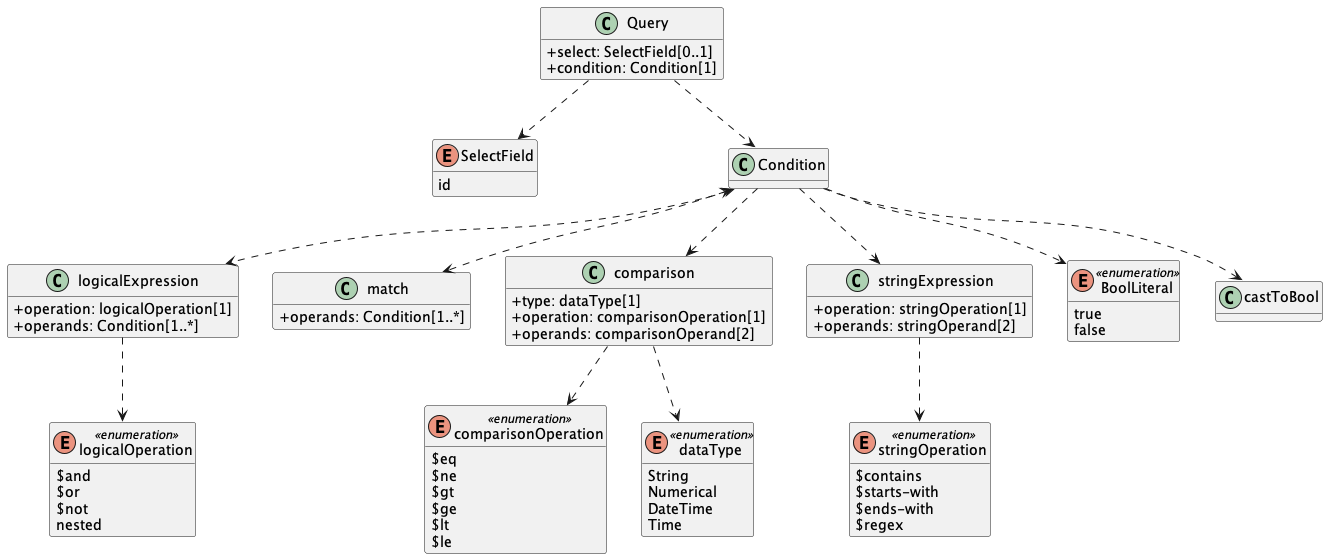 C Query
+select: SelectField[0..1]
+condition: Condition[1]
E SelectField
id
C Condition
C logicalExpression
+operation: logicalOperation[1]
+operands: Condition[1..*]
C match
+operands: Condition[1..*]
C comparison
+type: dataType[1]
+operation: comparisonOperation[1]
+operands: comparisonOperand[2]
C stringExpression
+operation: stringOperation[1]
+operands: stringOperand[2]
E «enumeration»
BoolLiteral
true
false
C castToBool
E «enumeration»
logicalOperation
$and
$or
$not
nested
E «enumeration»
comparisonOperation
$eq
$ne
$gt
$ge
$lt
$le
E «enumeration»
dataType
String
Numerical
DateTime
Time
E «enumeration»
stringOperation
$contains
$starts-with
$ends-with
$regex